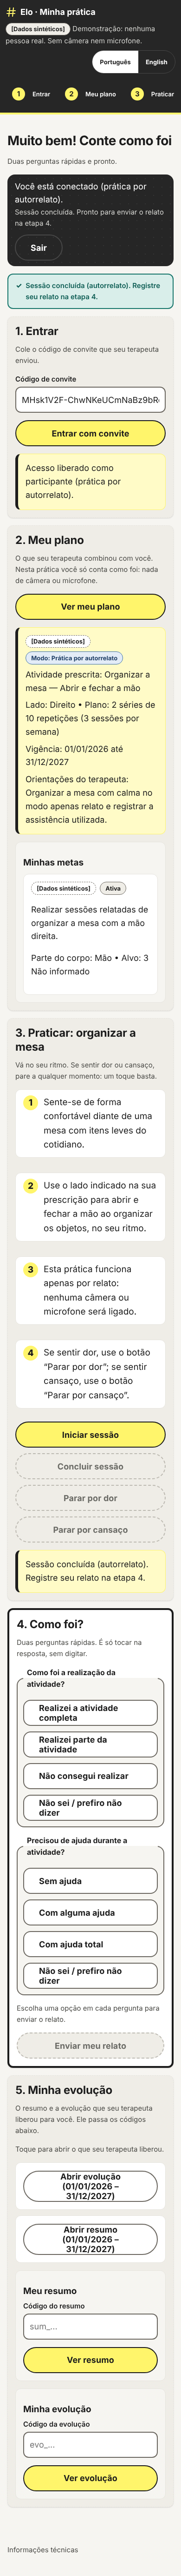 Elo · Minha prática
[Dados sintéticos] Demonstração: nenhuma
pessoa real. Sem câmera nem microfone.
Português English
1 Entrar 2 Meu plano 3 Praticar
Muito bem! Conte como foi
Duas perguntas rápidas e pronto.
Você está conectada (prática por
autorrelato).
Sessão concluída. Pronto para enviar o relato
na etapa 4.
Sair
✓ Sessão concluída (autorrelato). Registre
seu relato na etapa 4.
1. Entrar
Cole o código de convite que seu terapeuta
enviou.
Código de convite
MHsk1V2F-ChwNKeUCmNaBz9bR
Entrar com convite
Acesso liberado como
participante (prática por
autorrelato).
2. Meu plano
O que seu terapeuta combinou com você.
Nesta prática você só conta como foi: nada
de câmera ou microfone.
Ver meu plano
[Dados sintéticos]
Modo: Prática por autorrelato
Atividade prescrita: Organizar a
mesa — Abrir e fechar a mão
Lado: Direito • Plano: 2 séries de
10 repetições (3 sessões por
semana)
Vigência: 01/01/2026 até
31/12/2027
Orientações do terapeuta:
Organizar a mesa com calma no
modo apenas relato e registrar a
assistência utilizada.
Minhas metas
[Dados sintéticos] Ativa
Realizar sessões relatadas de
organizar a mesa com a mão
direita.
Parte do corpo: Mão • Alvo: 3
Não informado
3. Praticar: organizar a
mesa
Vá no seu ritmo. Se sentir dor ou cansaço,
pare a qualquer momento: um toque basta.
1 Sente-se de forma
confortável diante de uma
mesa com itens leves do
cotidiano.
2 Use o lado indicado na sua
prescrição para abrir e
fechar a mão ao organizar
os objetos, no seu ritmo.
3 Esta prática funciona
apenas por relato:
nenhuma câmera ou
microfone será ligado.
4 Se sentir dor, use o botão
“Parar por dor”; se sentir
cansaço, use o botão
“Parar por cansaço”.
Iniciar sessão
Concluir sessão
Parar por dor
Parar por cansaço
Sessão concluída (autorrelato).
Registre seu relato na etapa 4.
4. Como foi?
Duas perguntas rápidas. É só tocar na
resposta, sem digitar.
Como foi a realização da
atividade?
Realizei a atividade
completa
Realizei parte da
atividade
Não consegui realizar
Não sei / prefiro não
dizer
Precisou de ajuda durante a
atividade?
Sem ajuda
Com alguma ajuda
Com ajuda total
Não sei / prefiro não
dizer
Escolha uma opção em cada pergunta para
enviar o relato.
Enviar meu relato
5. Minha evolução
O resumo e a evolução que seu terapeuta
liberou para você. Ele passa os códigos
abaixo.
Toque para abrir o que seu terapeuta liberou.
Abrir evolução
(01/01/2026 –
31/12/2027)
Abrir resumo
(01/01/2026 –
31/12/2027)
Meu resumo
Código do resumo
sum_...
Ver resumo
Minha evolução
Código da evolução
evo_...
Ver evolução
Informações técnicas